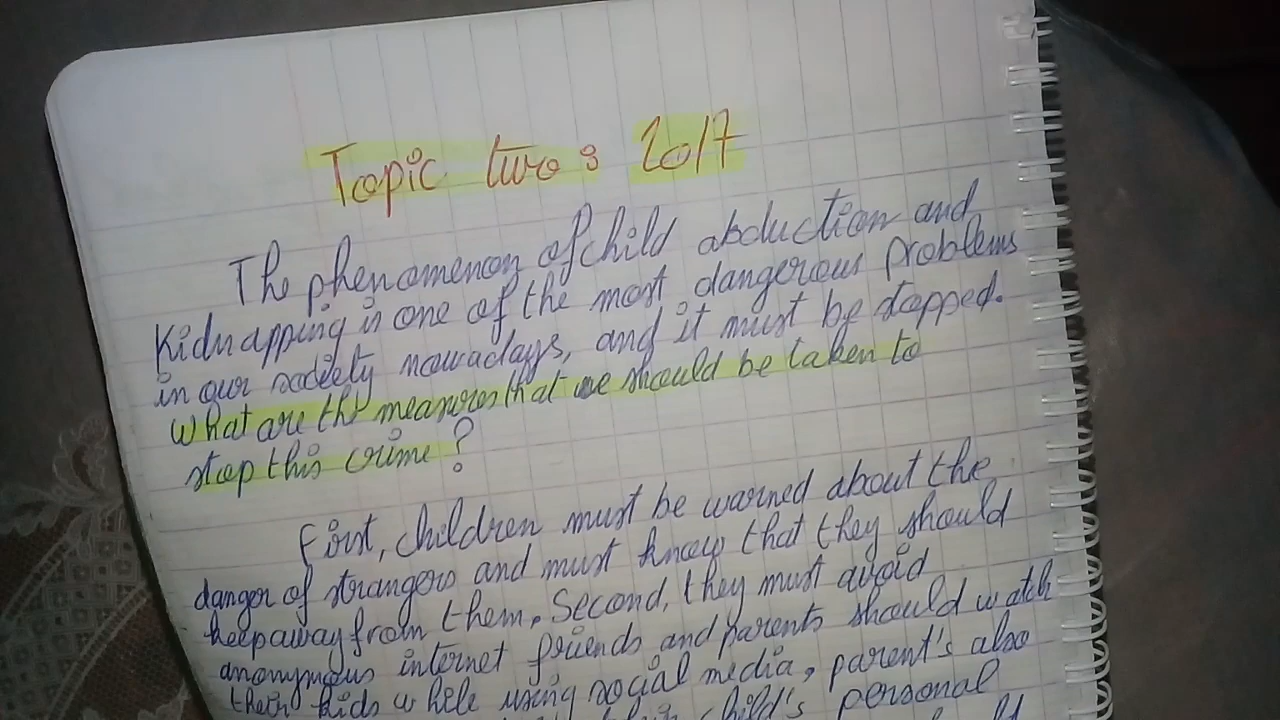 Topic two : 2017
The phenomenon of child abduction and
Kidnapping is one of the most dangerous problems
in our society nowadays, and it must be stopped.
What are the measures that we should be taken to
stop this crime ?
First, children must be warned about the
danger of strangers and must know that they should
keep away from them. Second, they must avoid
anonymous internet friends and parents should watch
their kids while using social media, parent's also
child's personal